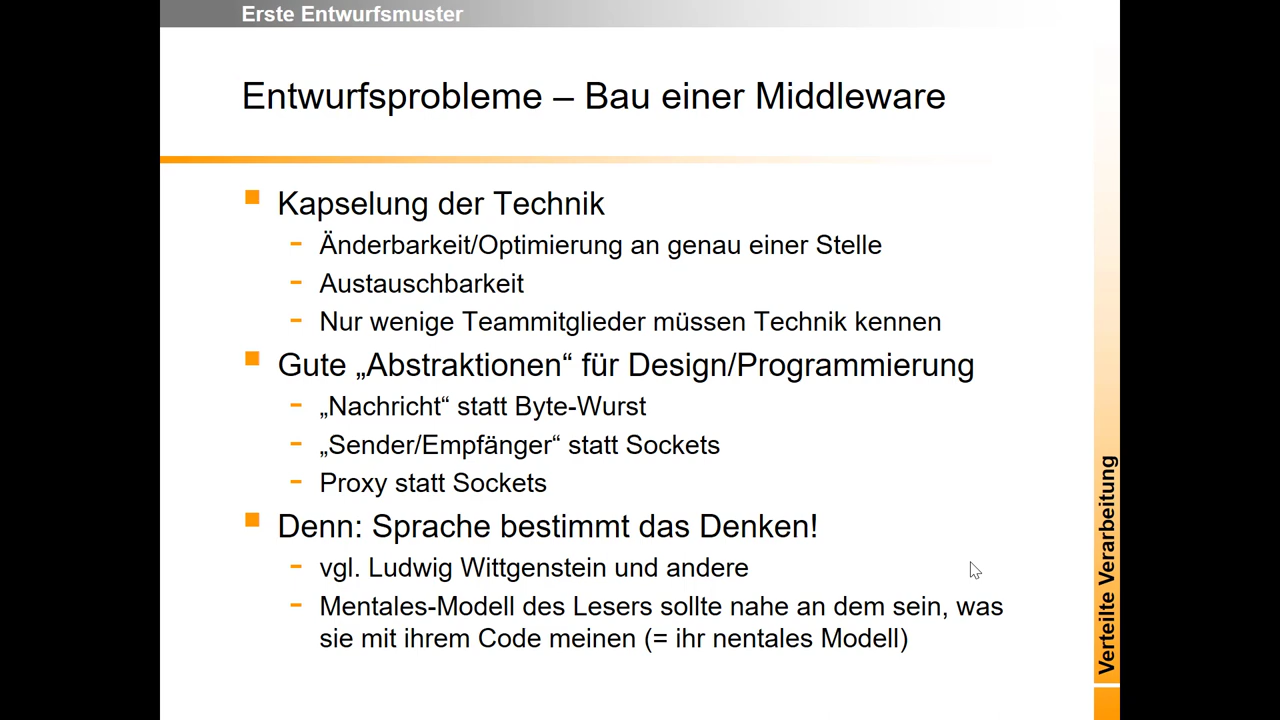 Erste Entwurfsmuster
Entwurfsprobleme – Bau einer Middleware
Kapselung der Technik
Änderbarkeit/Optimierung an genau einer Stelle
Austauschbarkeit
Nur wenige Teammitglieder müssen Technik kennen
Gute „Abstraktionen“ für Design/Programmierung
„Nachricht“ statt Byte-Wurst
„Sender/Empfänger“ statt Sockets
Proxy statt Sockets
Denn: Sprache bestimmt das Denken!
vgl. Ludwig Wittgenstein und andere
Mentales-Modell des Lesers sollte nahe an dem sein, was
sie mit ihrem Code meinen (= ihr nentales Modell)
Verteilte Verarbeitung